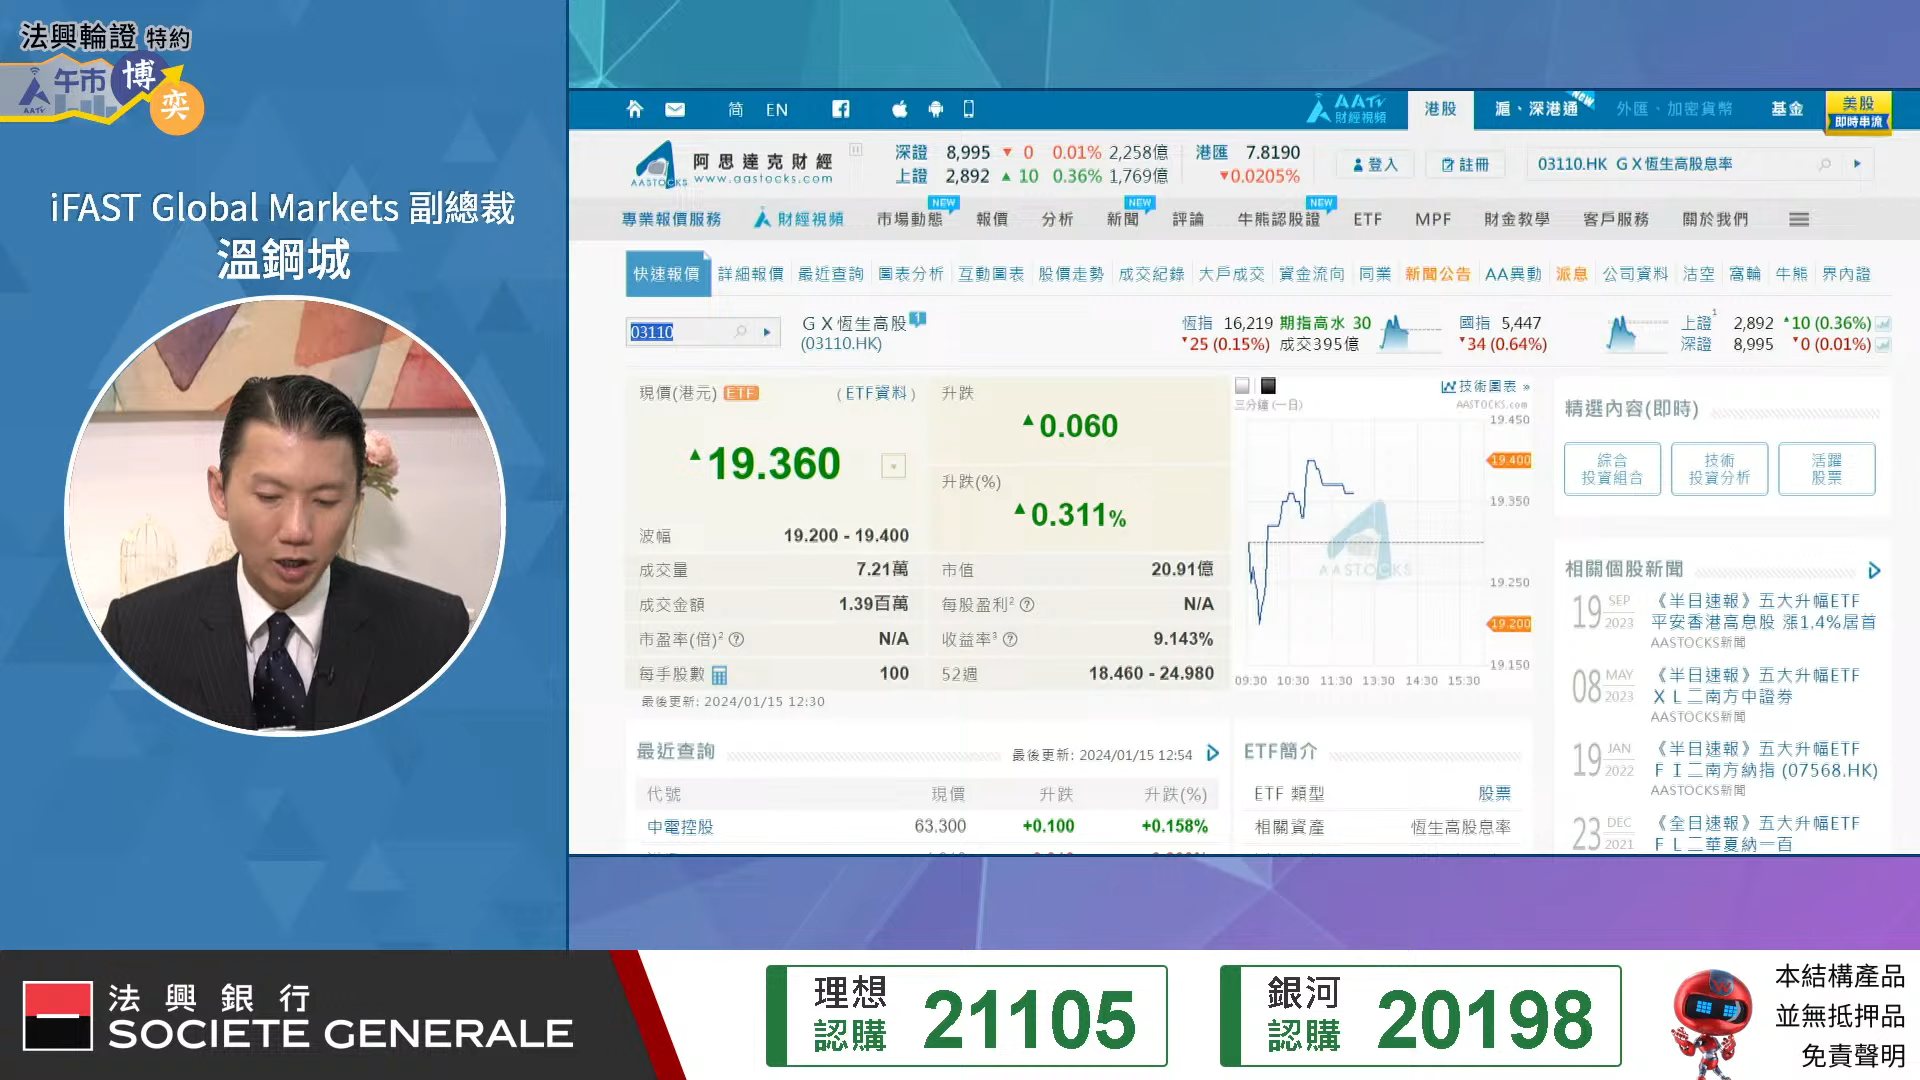 法興輪證 特約
午市 博
AATV
奕
iFAST Global Markets 副總裁
溫鋼城
简 EN
AATV 財經視頻
港股
滬、深港通
New
外匯、加密貨幣
基金
美股
即時串流
阿思達克財經
AASTOCKS www.aastocks.com
深證 8,995 ▼ 0 0.01% 2,258億
上證 2,892 ▲ 10 0.36% 1,769億
港匯 7.8190
▼0.0205%
登入
註冊
03110.HK ＧＸ恆生高股息率
專業報價服務 財經視頻 市場動態 NEW 報價 分析 新聞 NEW 評論 牛熊認股證 NEW ETF MPF 財金教學 客戶服務 關於我們
快速報價 詳細報價 最近查詢 圖表分析 互動圖表 股價走勢 成交紀錄 大戶成交 資金流向 同業 新聞公告 AA異動 派息 公司資料 沽空 窩輪 牛熊 界內證
03110
ＧＸ恆生高股 1
(03110.HK)
恆指 16,219 期指高水 30
▼25 (0.15%) 成交395億
國指 5,447
▼34 (0.64%)
上證¹ 2,892 ▲10 (0.36%)
深證 8,995 ▼0 (0.01%)
現價(港元) ETF (ETF資料)
▲19.360
升跌
▲0.060
升跌(%)
▲0.311%
波幅 19.200 - 19.400
成交量 7.21萬
市值 20.91億
成交金額 1.39百萬
每股盈利² ? N/A
市盈率(倍)² ? N/A
收益率³ ? 9.143%
每手股數 100
52週 18.460 - 24.980
最後更新: 2024/01/15 12:30
技術圖表 »
三分鐘 (一日)
AASTOCKS.com
19.450
19.400
19.350
19.250
19.200
19.150
AASTOCKS
09:30 10:30 11:30 13:30 14:30 15:30
精選內容(即時)
綜合
投資組合
技術
投資分析
活躍
股票
相關個股新聞
19 SEP 2023
《半日速報》五大升幅ETF
平安香港高息股 漲1.4%居首
AASTOCKS新聞
08 MAY 2023
《半日速報》五大升幅ETF
ＸＬ二南方中證券
AASTOCKS新聞
19 JAN 2022
《半日速報》五大升幅ETF
ＦＩ二南方納指 (07568.HK)
AASTOCKS新聞
23 DEC 2021
《全日速報》五大升幅ETF
ＦＬ二華夏納一百
最近查詢
最後更新: 2024/01/15 12:54
代號 現價 升跌 升跌(%)
中電控股 63.300 +0.100 +0.158%
ETF簡介
ETF 類型 股票
相關資產 恆生高股息率
法興銀行
SOCIETE GENERALE
理想
認購
21105
銀河
認購
20198
本結構產品
並無抵押品
免責聲明